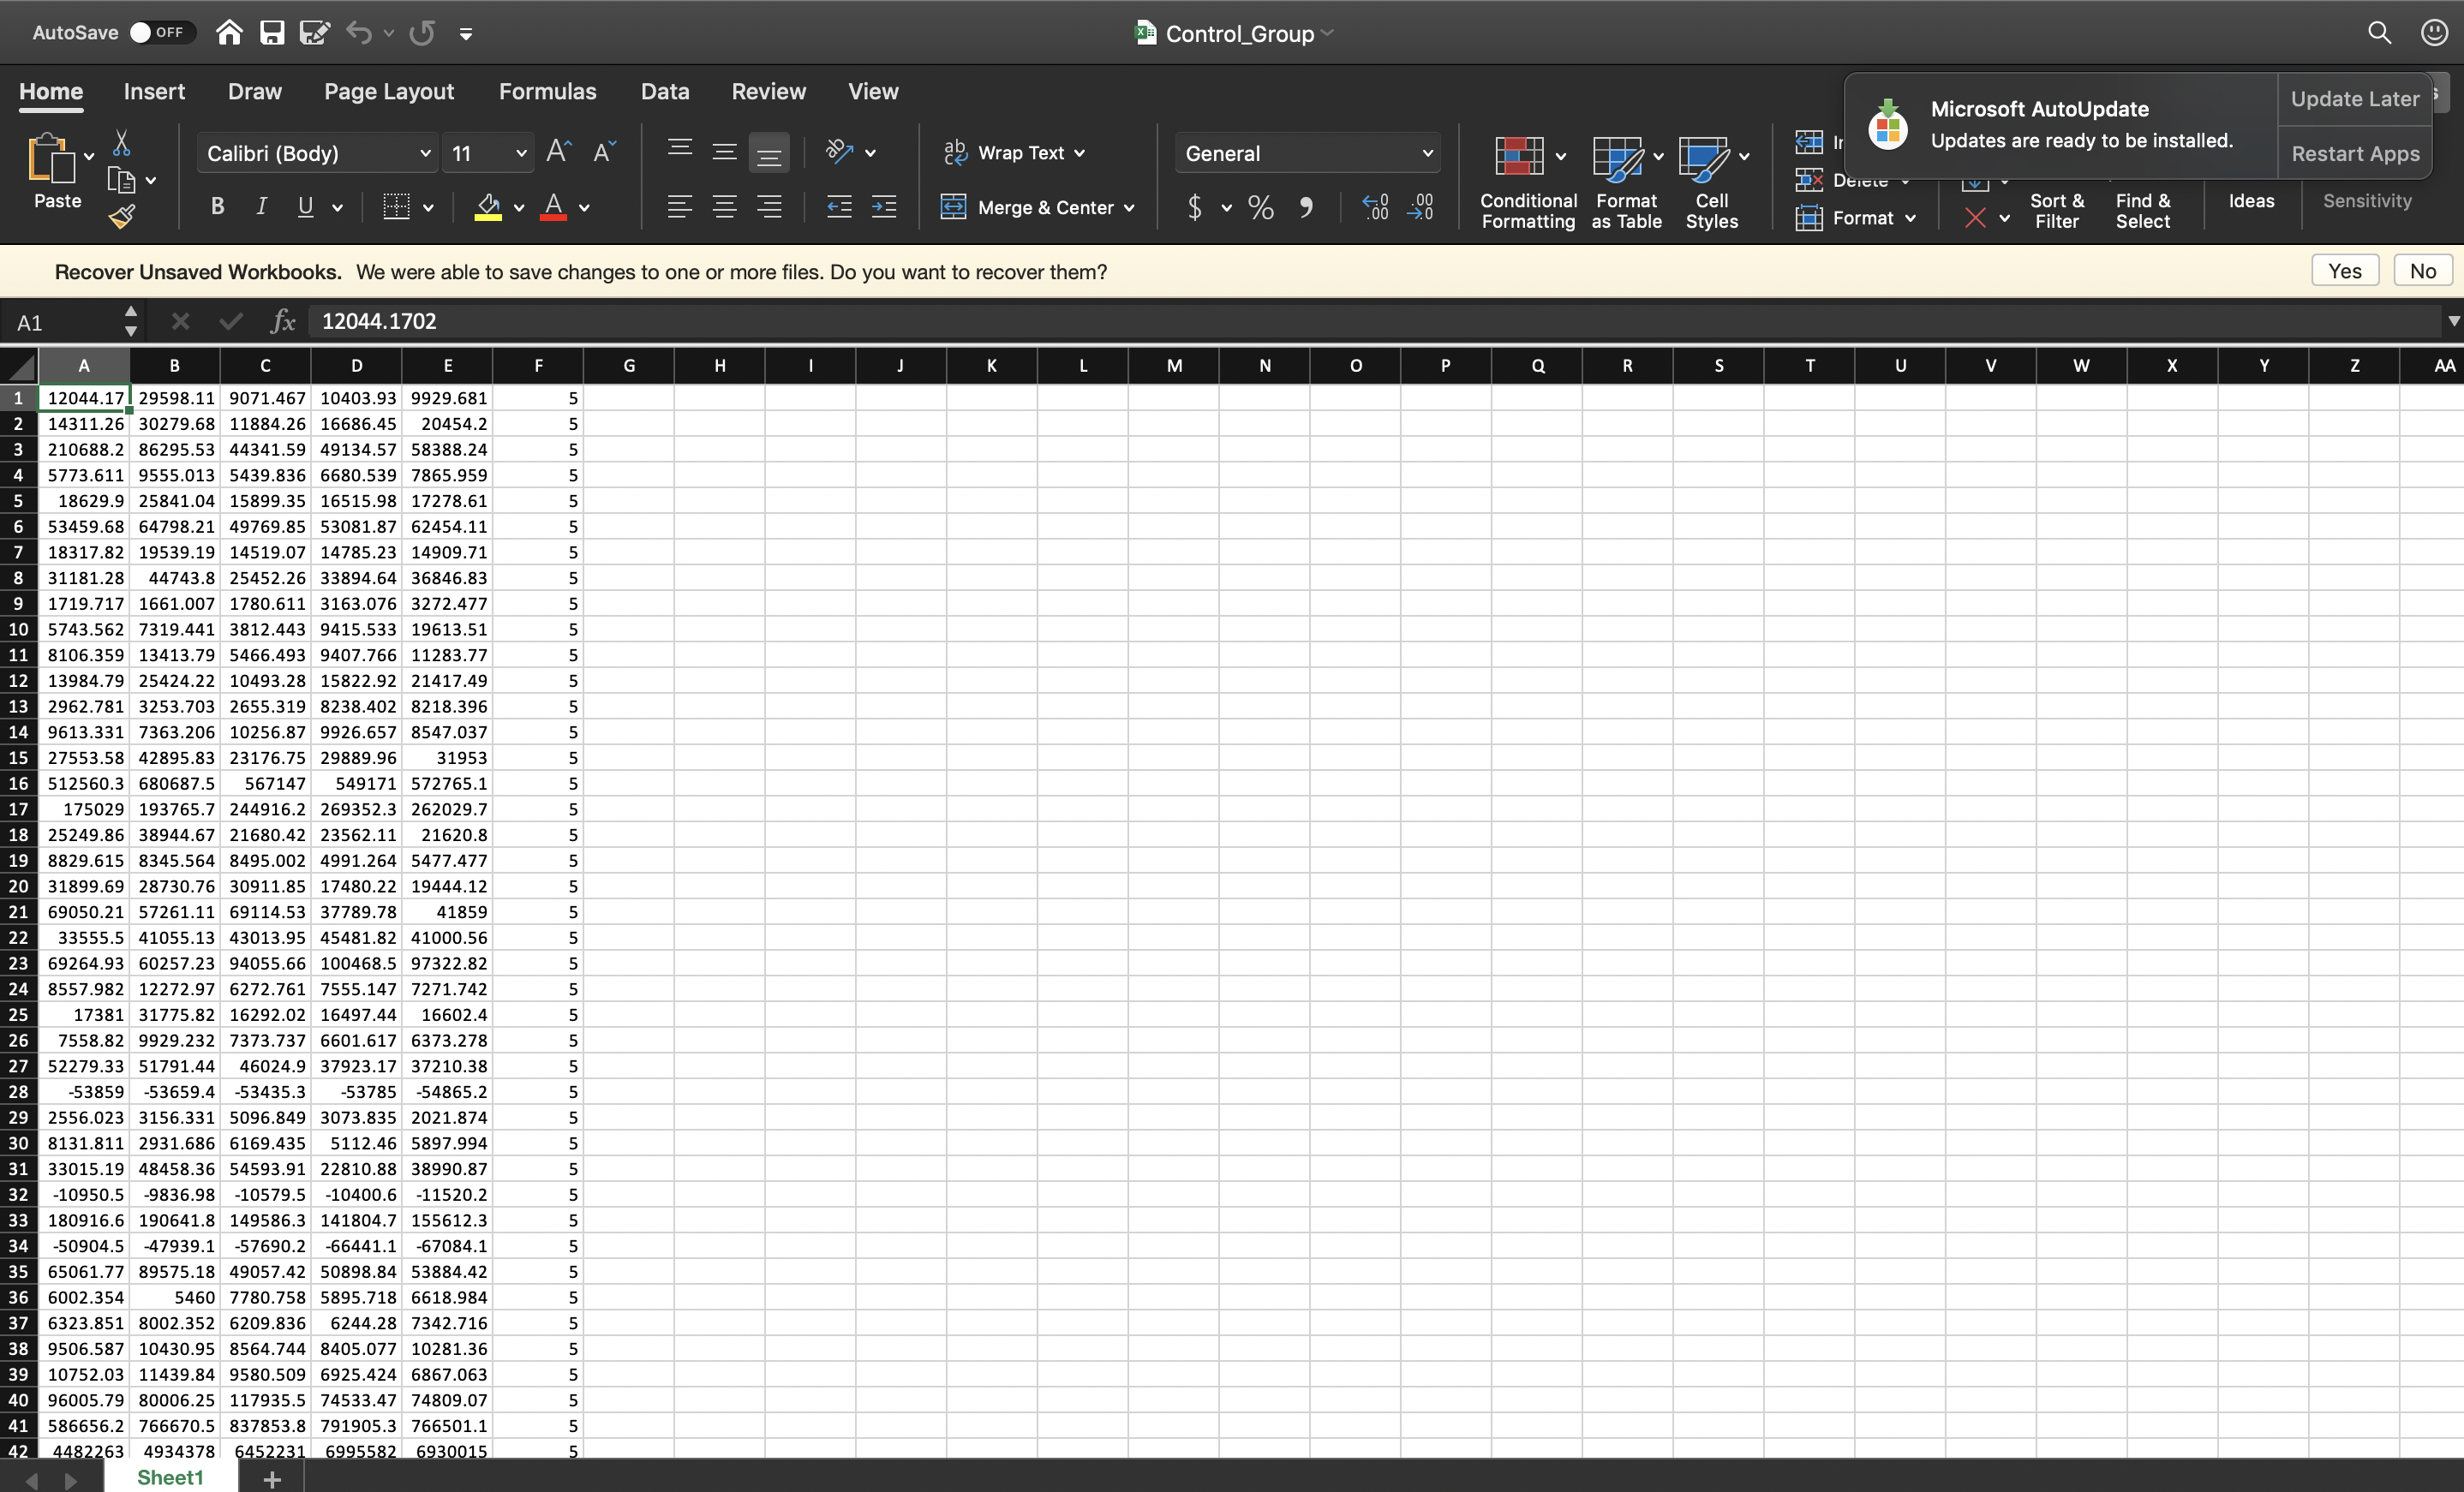 AutoSave OFF Control_Group
Home Insert Draw Page Layout Formulas Data Review View
Microsoft AutoUpdate
Updates are ready to be installed.
Update Later
Restart Apps
Paste
Calibri (Body) 11
B I U A
ab Wrap Text
Merge & Center
General
$ %
Conditional Formatting
Format as Table
Cell Styles
Delete
Format
Sort & Filter
Find & Select
Ideas
Sensitivity
Recover Unsaved Workbooks. We were able to save changes to one or more files. Do you want to recover them? Yes No
A1 fx 12044.1702
A B C D E F G H I J K L M N O P Q R S T U V W X Y Z AA
1 12044.17 29598.11 9071.467 10403.93 9929.681 5
2 14311.26 30279.68 11884.26 16686.45 20454.2 5
3 210688.2 86295.53 44341.59 49134.57 58388.24 5
4 5773.611 9555.013 5439.836 6680.539 7865.959 5
5 18629.9 25841.04 15899.35 16515.98 17278.61 5
6 53459.68 64798.21 49769.85 53081.87 62454.11 5
7 18317.82 19539.19 14519.07 14785.23 14909.71 5
8 31181.28 44743.8 25452.26 33894.64 36846.83 5
9 1719.717 1661.007 1780.611 3163.076 3272.477 5
10 5743.562 7319.441 3812.443 9415.533 19613.51 5
11 8106.359 13413.79 5466.493 9407.766 11283.77 5
12 13984.79 25424.22 10493.28 15822.92 21417.49 5
13 2962.781 3253.703 2655.319 8238.402 8218.396 5
14 9613.331 7363.206 10256.87 9926.657 8547.037 5
15 27553.58 42895.83 23176.75 29889.96 31953 5
16 512560.3 680687.5 567147 549171 572765.1 5
17 175029 193765.7 244916.2 269352.3 262029.7 5
18 25249.86 38944.67 21680.42 23562.11 21620.8 5
19 8829.615 8345.564 8495.002 4991.264 5477.477 5
20 31899.69 28730.76 30911.85 17480.22 19444.12 5
21 69050.21 57261.11 69114.53 37789.78 41859 5
22 33555.5 41055.13 43013.95 45481.82 41000.56 5
23 69264.93 60257.23 94055.66 100468.5 97322.82 5
24 8557.982 12272.97 6272.761 7555.147 7271.742 5
25 17381 31775.82 16292.02 16497.44 16602.4 5
26 7558.82 9929.232 7373.737 6601.617 6373.278 5
27 52279.33 51791.44 46024.9 37923.17 37210.38 5
28 -53859 -53659.4 -53435.3 -53785 -54865.2 5
29 2556.023 3156.331 5096.849 3073.835 2021.874 5
30 8131.811 2931.686 6169.435 5112.46 5897.994 5
31 33015.19 48458.36 54593.91 22810.88 38990.87 5
32 -10950.5 -9836.98 -10579.5 -10400.6 -11520.2 5
33 180916.6 190641.8 149586.3 141804.7 155612.3 5
34 -50904.5 -47939.1 -57690.2 -66441.1 -67084.1 5
35 65061.77 89575.18 49057.42 50898.84 53884.42 5
36 6002.354 5460 7780.758 5895.718 6618.984 5
37 6323.851 8002.352 6209.836 6244.28 7342.716 5
38 9506.587 10430.95 8564.744 8405.077 10281.36 5
39 10752.03 11439.84 9580.509 6925.424 6867.063 5
40 96005.79 80006.25 117935.5 74533.47 74809.07 5
41 586656.2 766670.5 837853.8 791905.3 766501.1 5
42 4482263 4934378 6452231 6995582 6930015 5
Sheet1 +